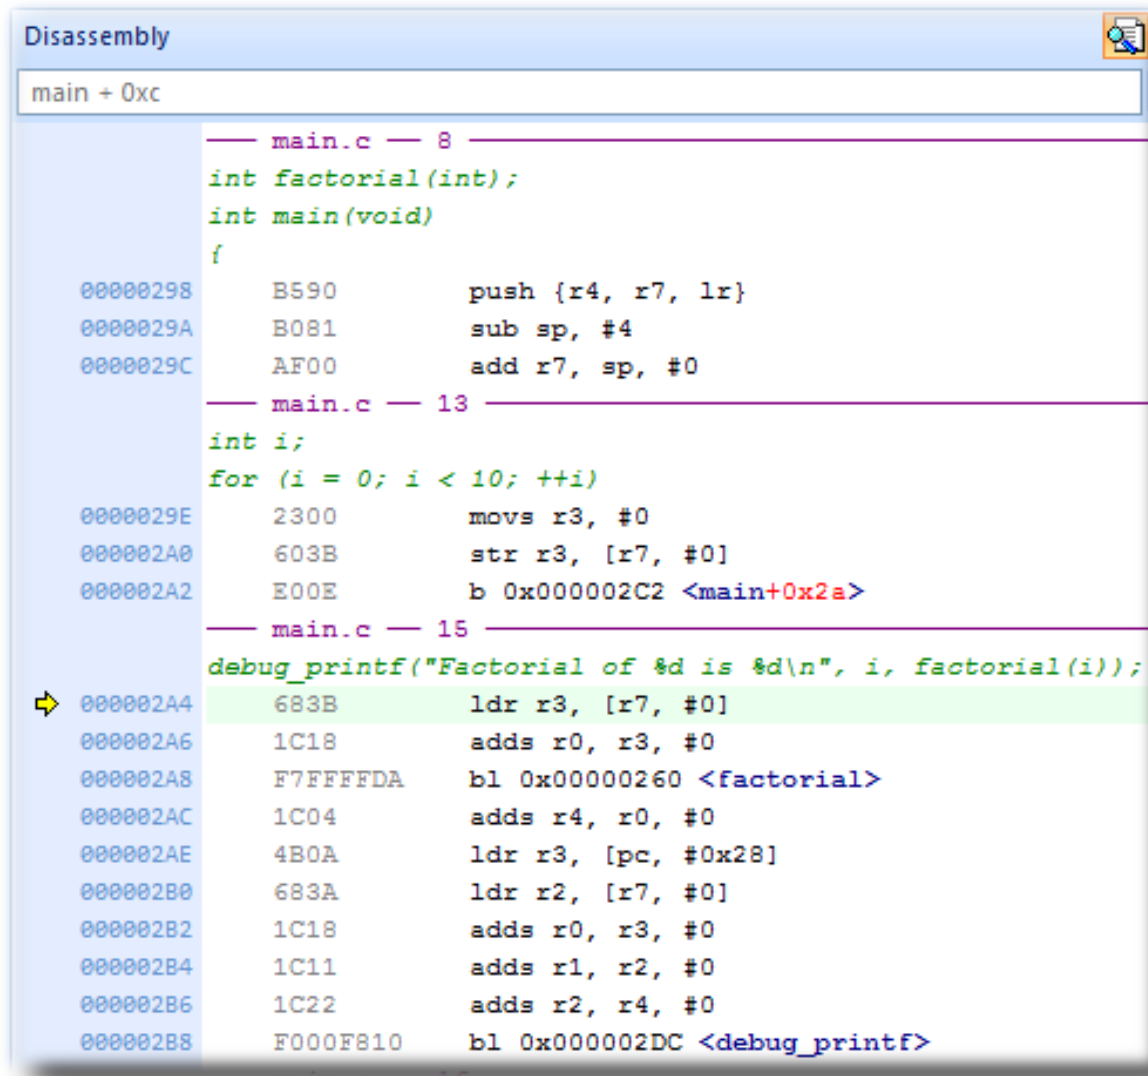 Disassembly
main + 0xc
main.c — 8
int factorial(int);
int main(void)
{
00000298 B590 push {r4, r7, lr}
0000029A B081 sub sp, #4
0000029C AF00 add r7, sp, #0
main.c — 13
int i;
for (i = 0; i < 10; ++i)
0000029E 2300 movs r3, #0
000002A0 603B str r3, [r7, #0]
000002A2 E00E b 0x000002C2 <main+0x2a>
main.c — 15
debug_printf("Factorial of %d is %d\n", i, factorial(i));
000002A4 683B ldr r3, [r7, #0]
000002A6 1C18 adds r0, r3, #0
000002A8 F7FFFFDA bl 0x00000260 <factorial>
000002AC 1C04 adds r4, r0, #0
000002AE 4B0A ldr r3, [pc, #0x28]
000002B0 683A ldr r2, [r7, #0]
000002B2 1C18 adds r0, r3, #0
000002B4 1C11 adds r1, r2, #0
000002B6 1C22 adds r2, r4, #0
000002B8 F000F810 bl 0x000002DC <debug_printf>